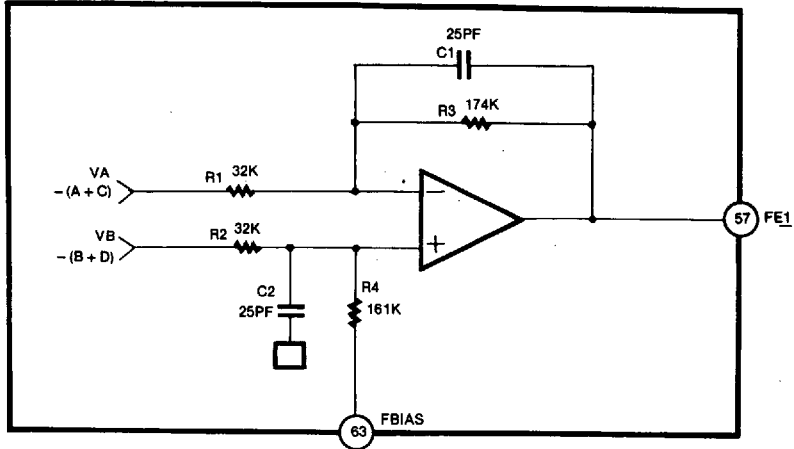 25PF
C1
R3 174K
VA
R1 32K
− (A + C)
−
57 FE1
VB
R2 32K
− (B + D)
+
C2
25PF
R4
161K
63 FBIAS